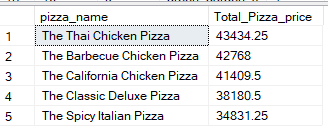 pizza_name Total_Pizza_price
1 The Thai Chicken Pizza 43434.25
2 The Barbecue Chicken Pizza 42768
3 The California Chicken Pizza 41409.5
4 The Classic Deluxe Pizza 38180.5
5 The Spicy Italian Pizza 34831.25